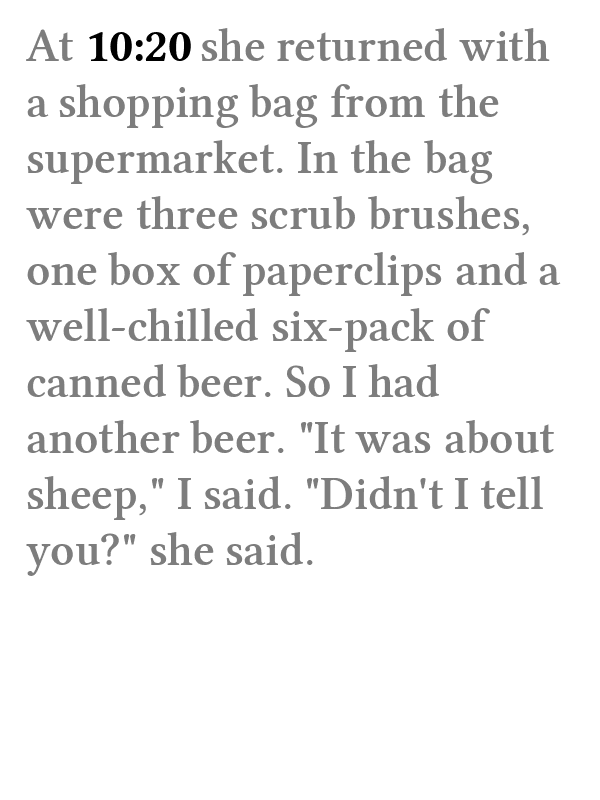 At 10:20 she returned with
a shopping bag from the
supermarket. In the bag
were three scrub brushes,
one box of paperclips and a
well-chilled six-pack of
canned beer. So I had
another beer. "It was about
sheep," I said. "Didn't I tell
you?" she said.